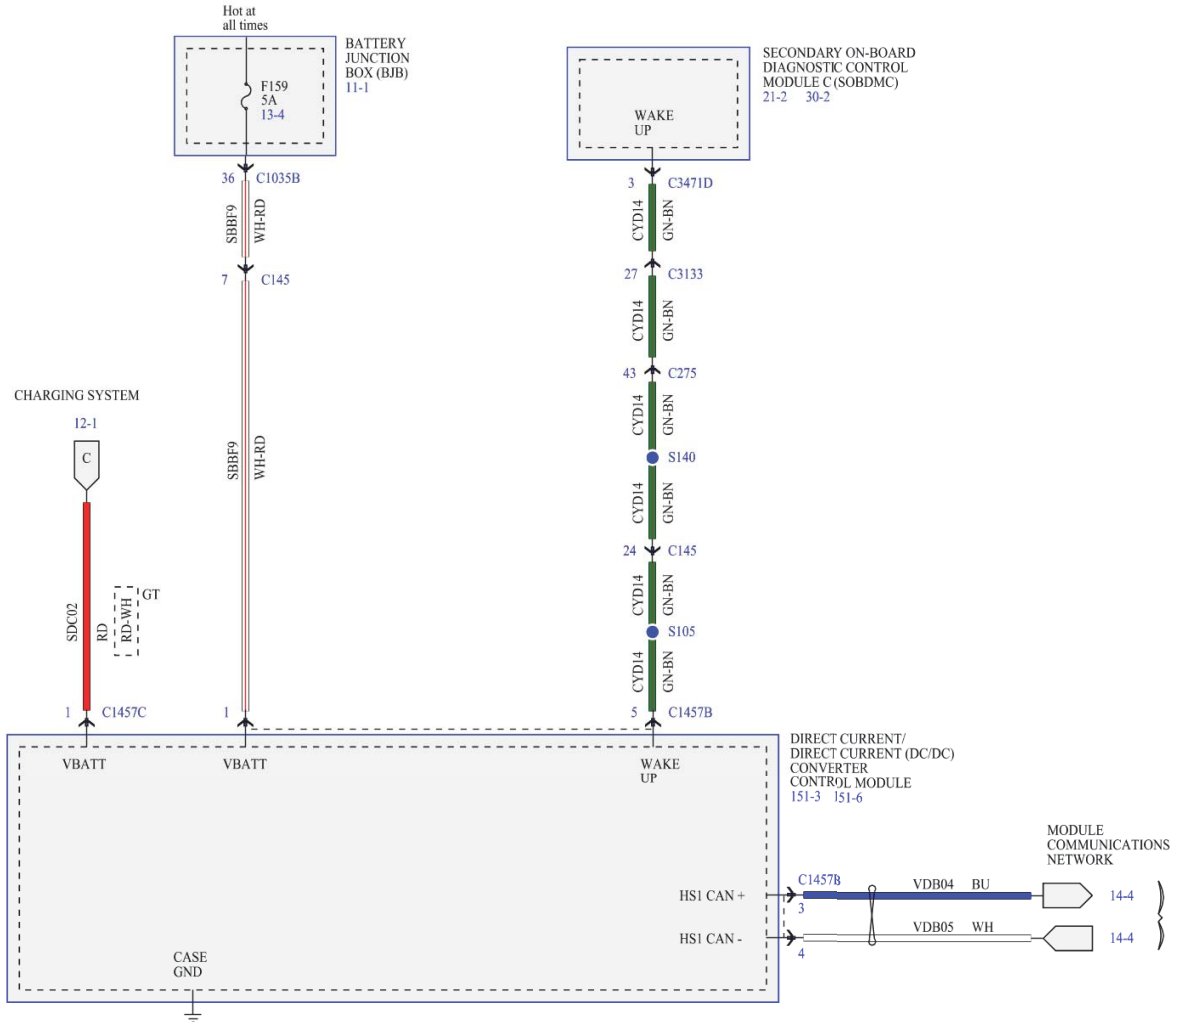 Hot at
all times
BATTERY
JUNCTION
BOX (BJB)
11-1
F159
5A
13-4
36 C1035B
SBBF9
WH-RD
7 C145
SBBF9
WH-RD
SECONDARY ON-BOARD
DIAGNOSTIC CONTROL
MODULE C (SOBDMC)
21-2 30-2
WAKE
UP
3 C3471D
CYD14
GN-BN
27 C3133
CYD14
GN-BN
43 C275
CYD14
GN-BN
S140
CYD14
GN-BN
24 C145
CYD14
GN-BN
S105
CYD14
GN-BN
5 C1457B
CHARGING SYSTEM
12-1
C
SDC02
RD
RD-WH
GT
1 C1457C
1
VBATT
VBATT
WAKE
UP
DIRECT CURRENT/
DIRECT CURRENT (DC/DC)
CONVERTER
CONTROL MODULE
151-3 151-6
MODULE
COMMUNICATIONS
NETWORK
HS1 CAN +
C1457B
3
VDB04 BU
14-4
HS1 CAN -
4
VDB05 WH
14-4
CASE
GND